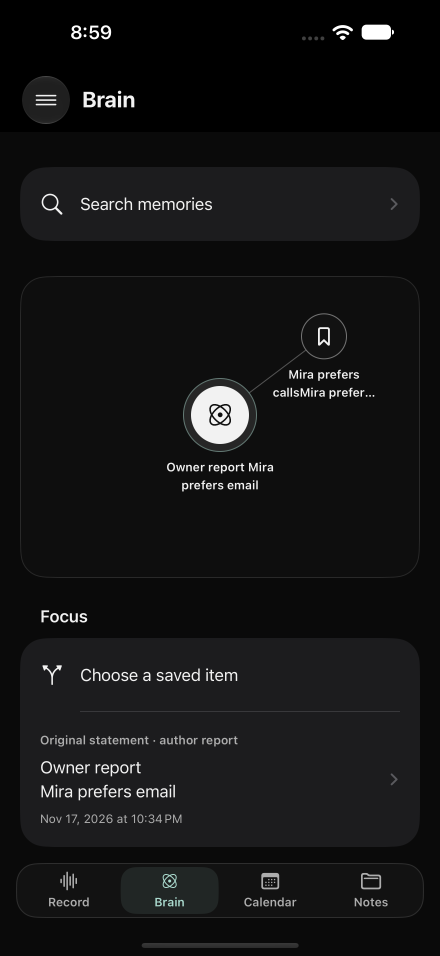 8:59
Brain
Search memories
Mira prefers
callsMira prefer...
Owner report Mira
prefers email
Focus
Choose a saved item
Original statement · author report
Owner report
Mira prefers email
Nov 17, 2026 at 10:34 PM
Record
Brain
Calendar
Notes